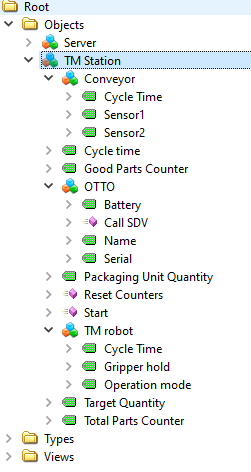 Root
Objects
Server
TM Station
Conveyor
Cycle Time
Sensor1
Sensor2
Cycle time
Good Parts Counter
OTTO
Battery
Call SDV
Name
Serial
Packaging Unit Quantity
Reset Counters
Start
TM robot
Cycle Time
Gripper hold
Operation mode
Target Quantity
Total Parts Counter
Types
Views